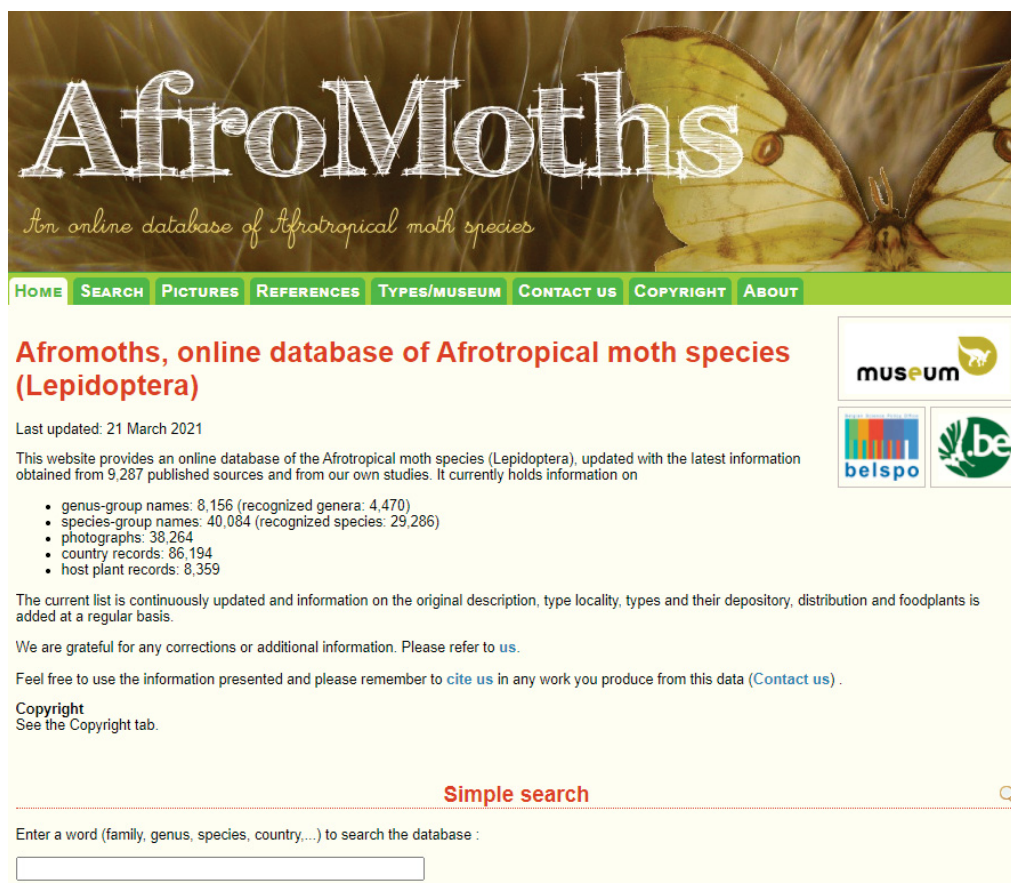 AfroMoths
An online database of Afrotropical moth species
Home Search Pictures References Types/museum Contact us Copyright About
Afromoths, online database of Afrotropical moth species
(Lepidoptera)
museum
Last updated: 21 March 2021
This website provides an online database of the Afrotropical moth species (Lepidoptera), updated with the latest information
obtained from 9,287 published sources and from our own studies. It currently holds information on
Belgian Science Policy Office
belspo
.be
• genus-group names: 8,156 (recognized genera: 4,470)
• species-group names: 40,084 (recognized species: 29,286)
• photographs: 38,264
• country records: 86,194
• host plant records: 8,359
The current list is continuously updated and information on the original description, type locality, types and their depository, distribution and foodplants is
added at a regular basis.
We are grateful for any corrections or additional information. Please refer to us.
Feel free to use the information presented and please remember to cite us in any work you produce from this data (Contact us) .
Copyright
See the Copyright tab.
Simple search
Enter a word (family, genus, species, country,...) to search the database :